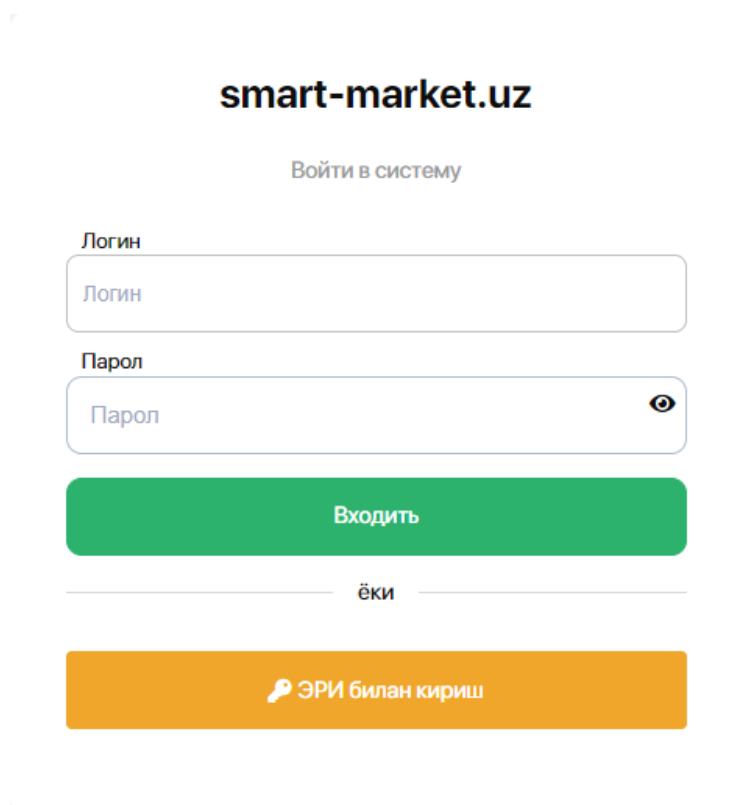 smart-market.uz
Войти в систему
Логин
Логин
Парол
Парол
Входить
ёки
ЭРИ билан кириш